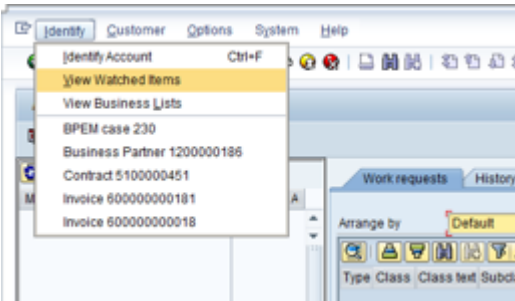 Identify Customer Options System Help
Identify Account Ctrl+F
View Watched Items
View Business Lists
BPEM case 230
Business Partner 1200000186
Contract 5100000451
Invoice 600000000181
Invoice 600000000018
M A
Work requests History
Arrange by Default
Type Class Class text Subcla